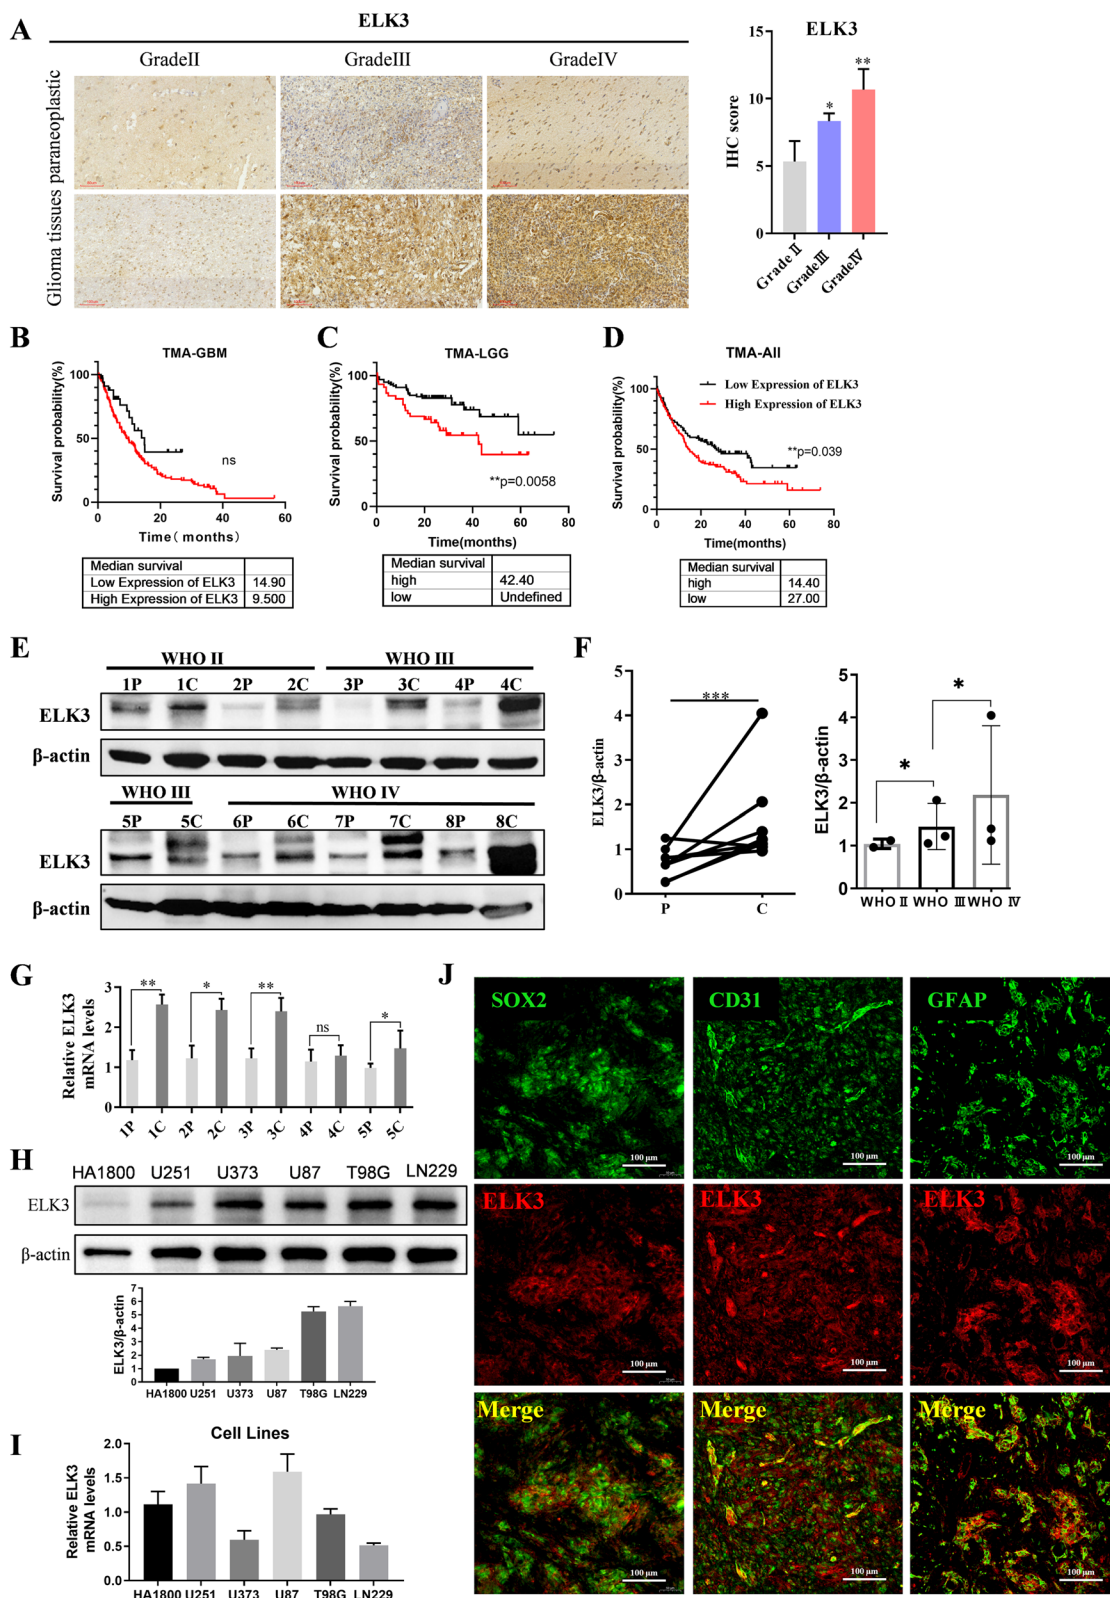 A
ELK3
GradeII
GradeIII
GradeIV
Glioma tissues paraneoplastic
ELK3
IHC score
15
10
5
0
*
**
Grade II
GradeIII
GradeIV
B
TMA-GBM
Survival probability(%)
100
50
0
ns
0 20 40 60
Time( months)
Median survival
Low Expression of ELK3 14.90
High Expression of ELK3 9.500
C
TMA-LGG
Survival probability(%)
100
50
0
**p=0.0058
0 20 40 60 80
Time(months)
Median survival
high 42.40
low Undefined
D
TMA-All
Survival probability(%)
100
50
0
Low Expression of ELK3
High Expression of ELK3
**p=0.039
0 20 40 60 80
Time(months)
Median survival
high 14.40
low 27.00
E
WHO II WHO III
1P 1C 2P 2C 3P 3C 4P 4C
ELK3
β-actin
WHO III WHO IV
5P 5C 6P 6C 7P 7C 8P 8C
ELK3
β-actin
F
ELK3/β-actin
5
4
3
2
1
0
***
P C
ELK3/β-actin
5
4
3
2
1
0
*
*
WHO II WHO III WHO IV
G
Relative ELK3
mRNA levels
3
2
1
0
** * ** ns *
1P 1C 2P 2C 3P 3C 4P 4C 5P 5C
H
HA1800 U251 U373 U87 T98G LN229
ELK3
β-actin
ELK3/β-actin
7
6
5
4
3
2
1
0
HA1800 U251 U373 U87 T98G LN229
I
Cell Lines
Relative ELK3
mRNA levels
2.0
1.5
1.0
0.5
0.0
HA1800 U251 U373 U87 T98G LN229
J
SOX2 CD31 GFAP
100 μm 100 μm 100 μm
ELK3 ELK3 ELK3
100 μm 100 μm 100 μm
Merge Merge Merge
100 μm 100 μm 100 μm